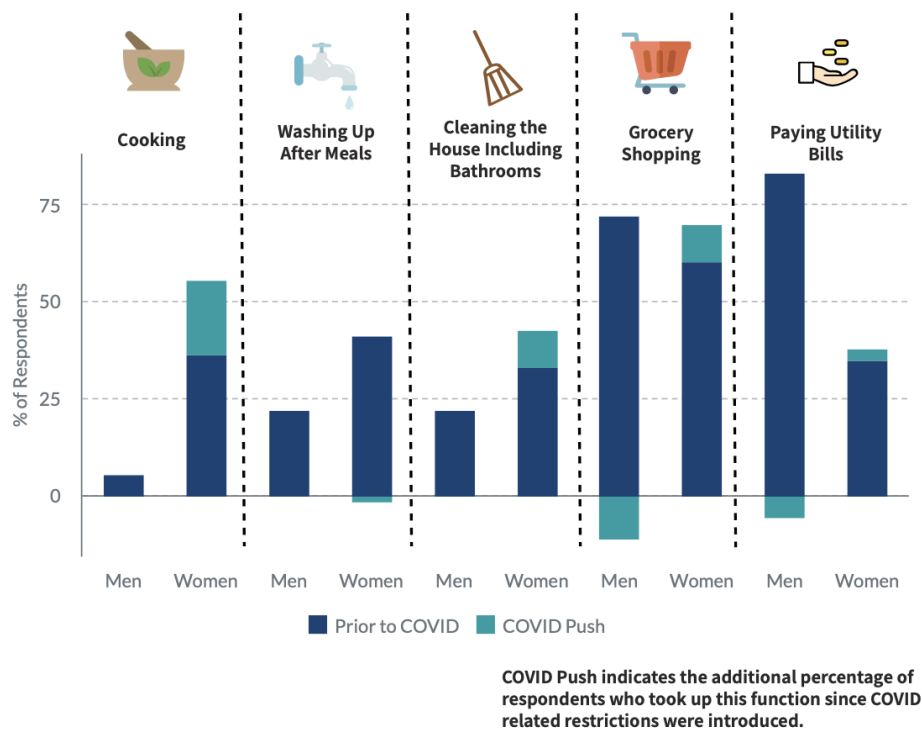 Cooking
Washing Up
After Meals
Cleaning the
House Including
Bathrooms
Grocery
Shopping
Paying Utility
Bills
% of Respondents
75
50
25
0
Men
Women
Men
Women
Men
Women
Men
Women
Men
Women
Prior to COVID
COVID Push
COVID Push indicates the additional percentage of
respondents who took up this function since COVID
related restrictions were introduced.